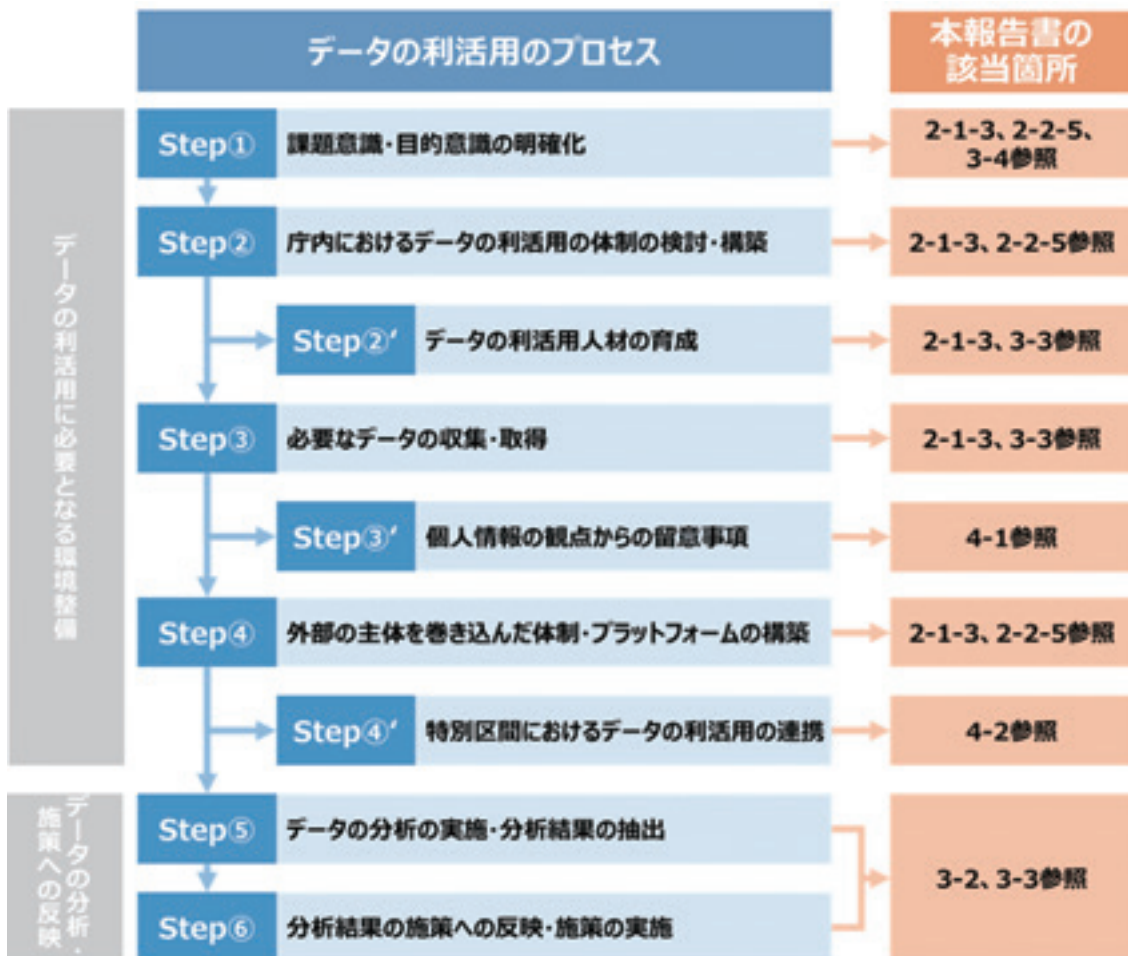 データの利活用のプロセス
本報告書の
該当箇所
データの利活用に必要となる環境整備
Step①
課題意識・目的意識の明確化
2-1-3、2-2-5、
3-4参照
Step②
庁内におけるデータの利活用の体制の検討・構築
2-1-3、2-2-5参照
Step②′
データの利活用人材の育成
2-1-3、3-3参照
Step③
必要なデータの収集・取得
2-1-3、3-3参照
Step③′
個人情報の観点からの留意事項
4-1参照
Step④
外部の主体を巻き込んだ体制・プラットフォームの構築
2-1-3、2-2-5参照
Step④′
特別区間におけるデータの利活用の連携
4-2参照
データの分析・
施策への反映
Step⑤
データの分析の実施・分析結果の抽出
3-2、3-3参照
Step⑥
分析結果の施策への反映・施策の実施